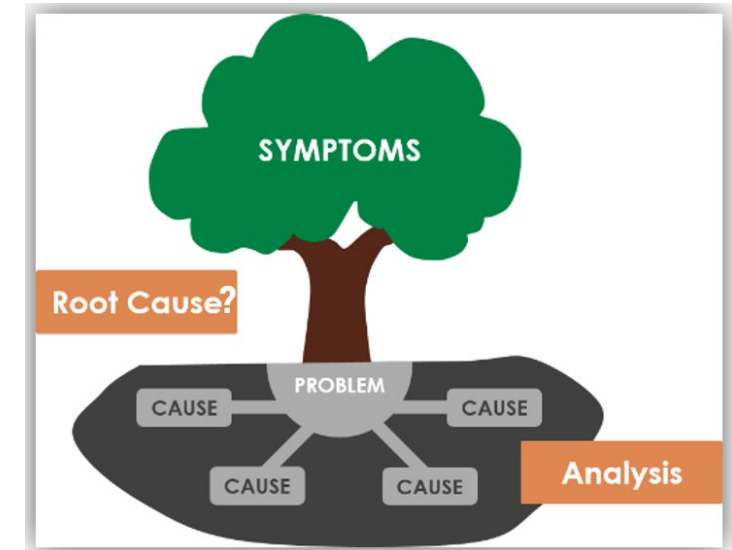 SYMPTOMS
Root Cause?
PROBLEM
CAUSE
CAUSE
CAUSE
CAUSE
Analysis